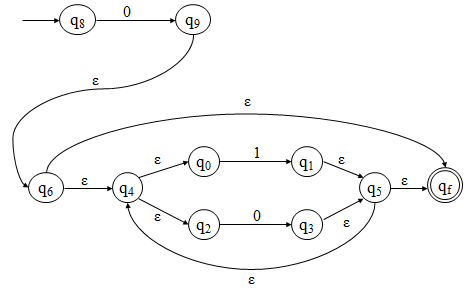 q8 0 q9
ε
ε
ε 1 ε
q0 q1
q6 ε q4 q5 ε qf
ε 0 ε
q2 q3
ε